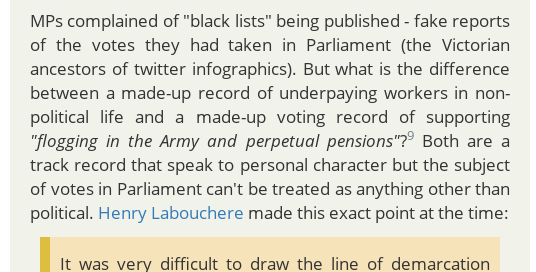 MPs complained of "black lists" being published - fake reports
of the votes they had taken in Parliament (the Victorian
ancestors of twitter infographics). But what is the difference
between a made-up record of underpaying workers in non-
political life and a made-up voting record of supporting
"flogging in the Army and perpetual pensions"?9 Both are a
track record that speak to personal character but the subject
of votes in Parliament can't be treated as anything other than
political. Henry Labouchere made this exact point at the time:
It was very difficult to draw the line of demarcation